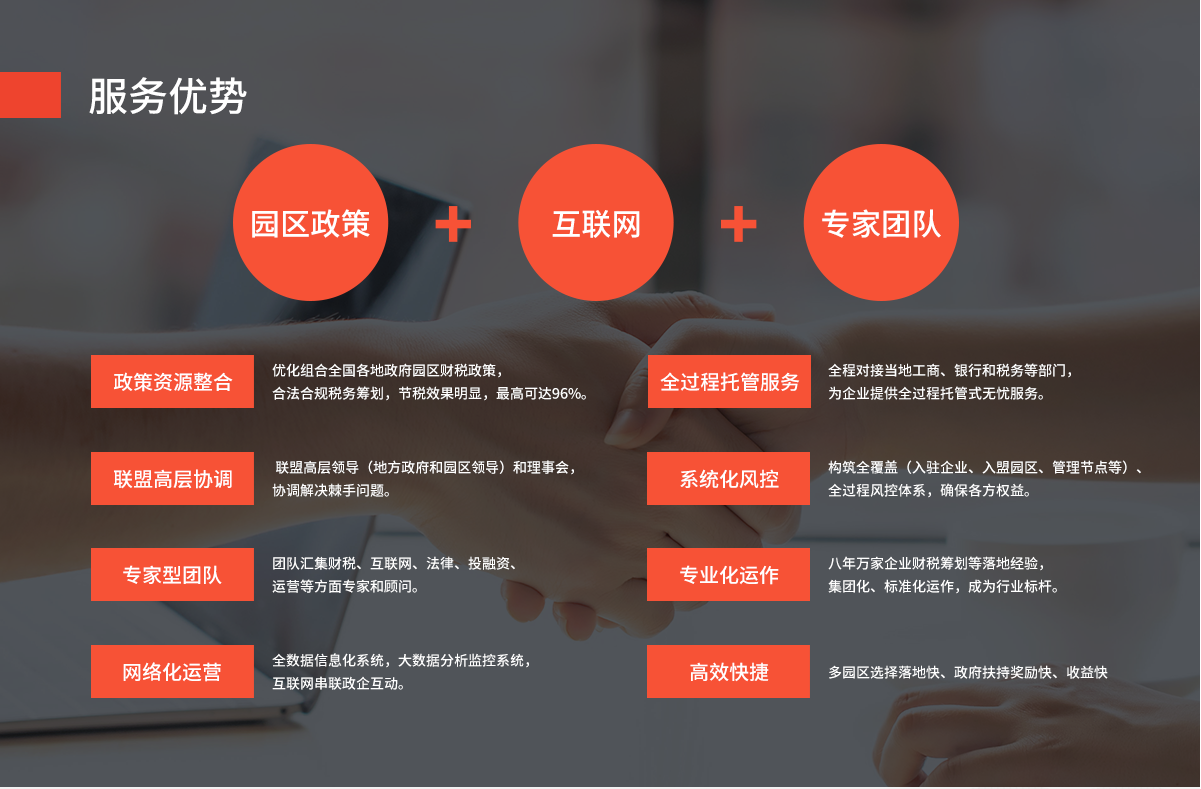 服务优势
园区政策
+
互联网
+
专家团队
政策资源整合
优化组合全国各地政府园区财税政策，
合法合规税务筹划，节税效果明显，最高可达96%。
全过程托管服务
全程对接当地工商、银行和税务等部门，
为企业提供全过程托管式无忧服务。
联盟高层协调
联盟高层领导（地方政府和园区领导）和理事会，
协调解决棘手问题。
系统化风控
构筑全覆盖（入驻企业、入盟园区、管理节点等）、
全过程风控体系，确保各方权益。
专家型团队
团队汇集财税、互联网、法律、投融资、
运营等方面专家和顾问。
专业化运作
八年万家企业财税筹划等落地经验，
集团化、标准化运作，成为行业标杆。
网络化运营
全数据信息化系统，大数据分析监控系统，
互联网串联政企互动。
高效快捷
多园区选择落地快、政府扶持奖励快、收益快